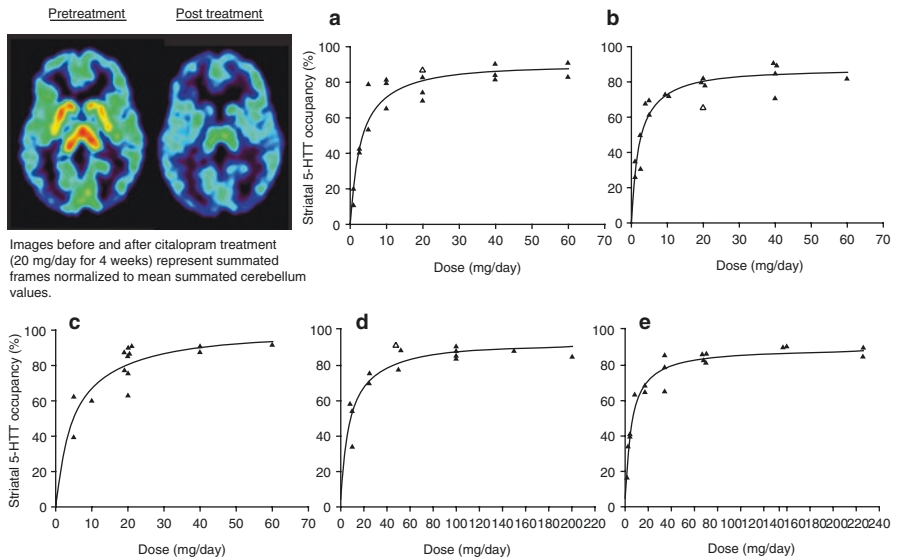 Pretreatment Post treatment
Images before and after citalopram treatment
(20 mg/day for 4 weeks) represent summated
frames normalized to mean summated cerebellum
values.
a
Striatal 5-HTT occupancy (%)
100
80
60
40
20
0
0 10 20 30 40 50 60 70
Dose (mg/day)
b
100
80
60
40
20
0
0 10 20 30 40 50 60 70
Dose (mg/day)
c
Striatal 5-HTT occupancy (%)
100
80
60
40
20
0
0 10 20 30 40 50 60 70
Dose (mg/day)
d
100
80
60
40
20
0
0 20 40 60 80 100 120 140 160 180 200 220
Dose (mg/day)
e
100
80
60
40
20
0
0 20 40 60 80 100 120 140 160 180 200 220 240
Dose (mg/day)